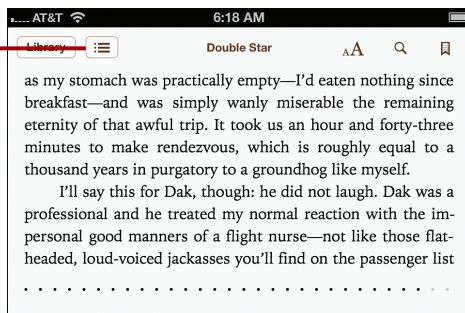 AT&T 6:18 AM
Library Double Star AA
as my stomach was practically empty—I'd eaten nothing since
breakfast—and was simply wanly miserable the remaining
eternity of that awful trip. It took us an hour and forty-three
minutes to make rendezvous, which is roughly equal to a
thousand years in purgatory to a groundhog like myself.
I'll say this for Dak, though: he did not laugh. Dak was a
professional and he treated my normal reaction with the im-
personal good manners of a flight nurse—not like those flat-
headed, loud-voiced jackasses you'll find on the passenger list